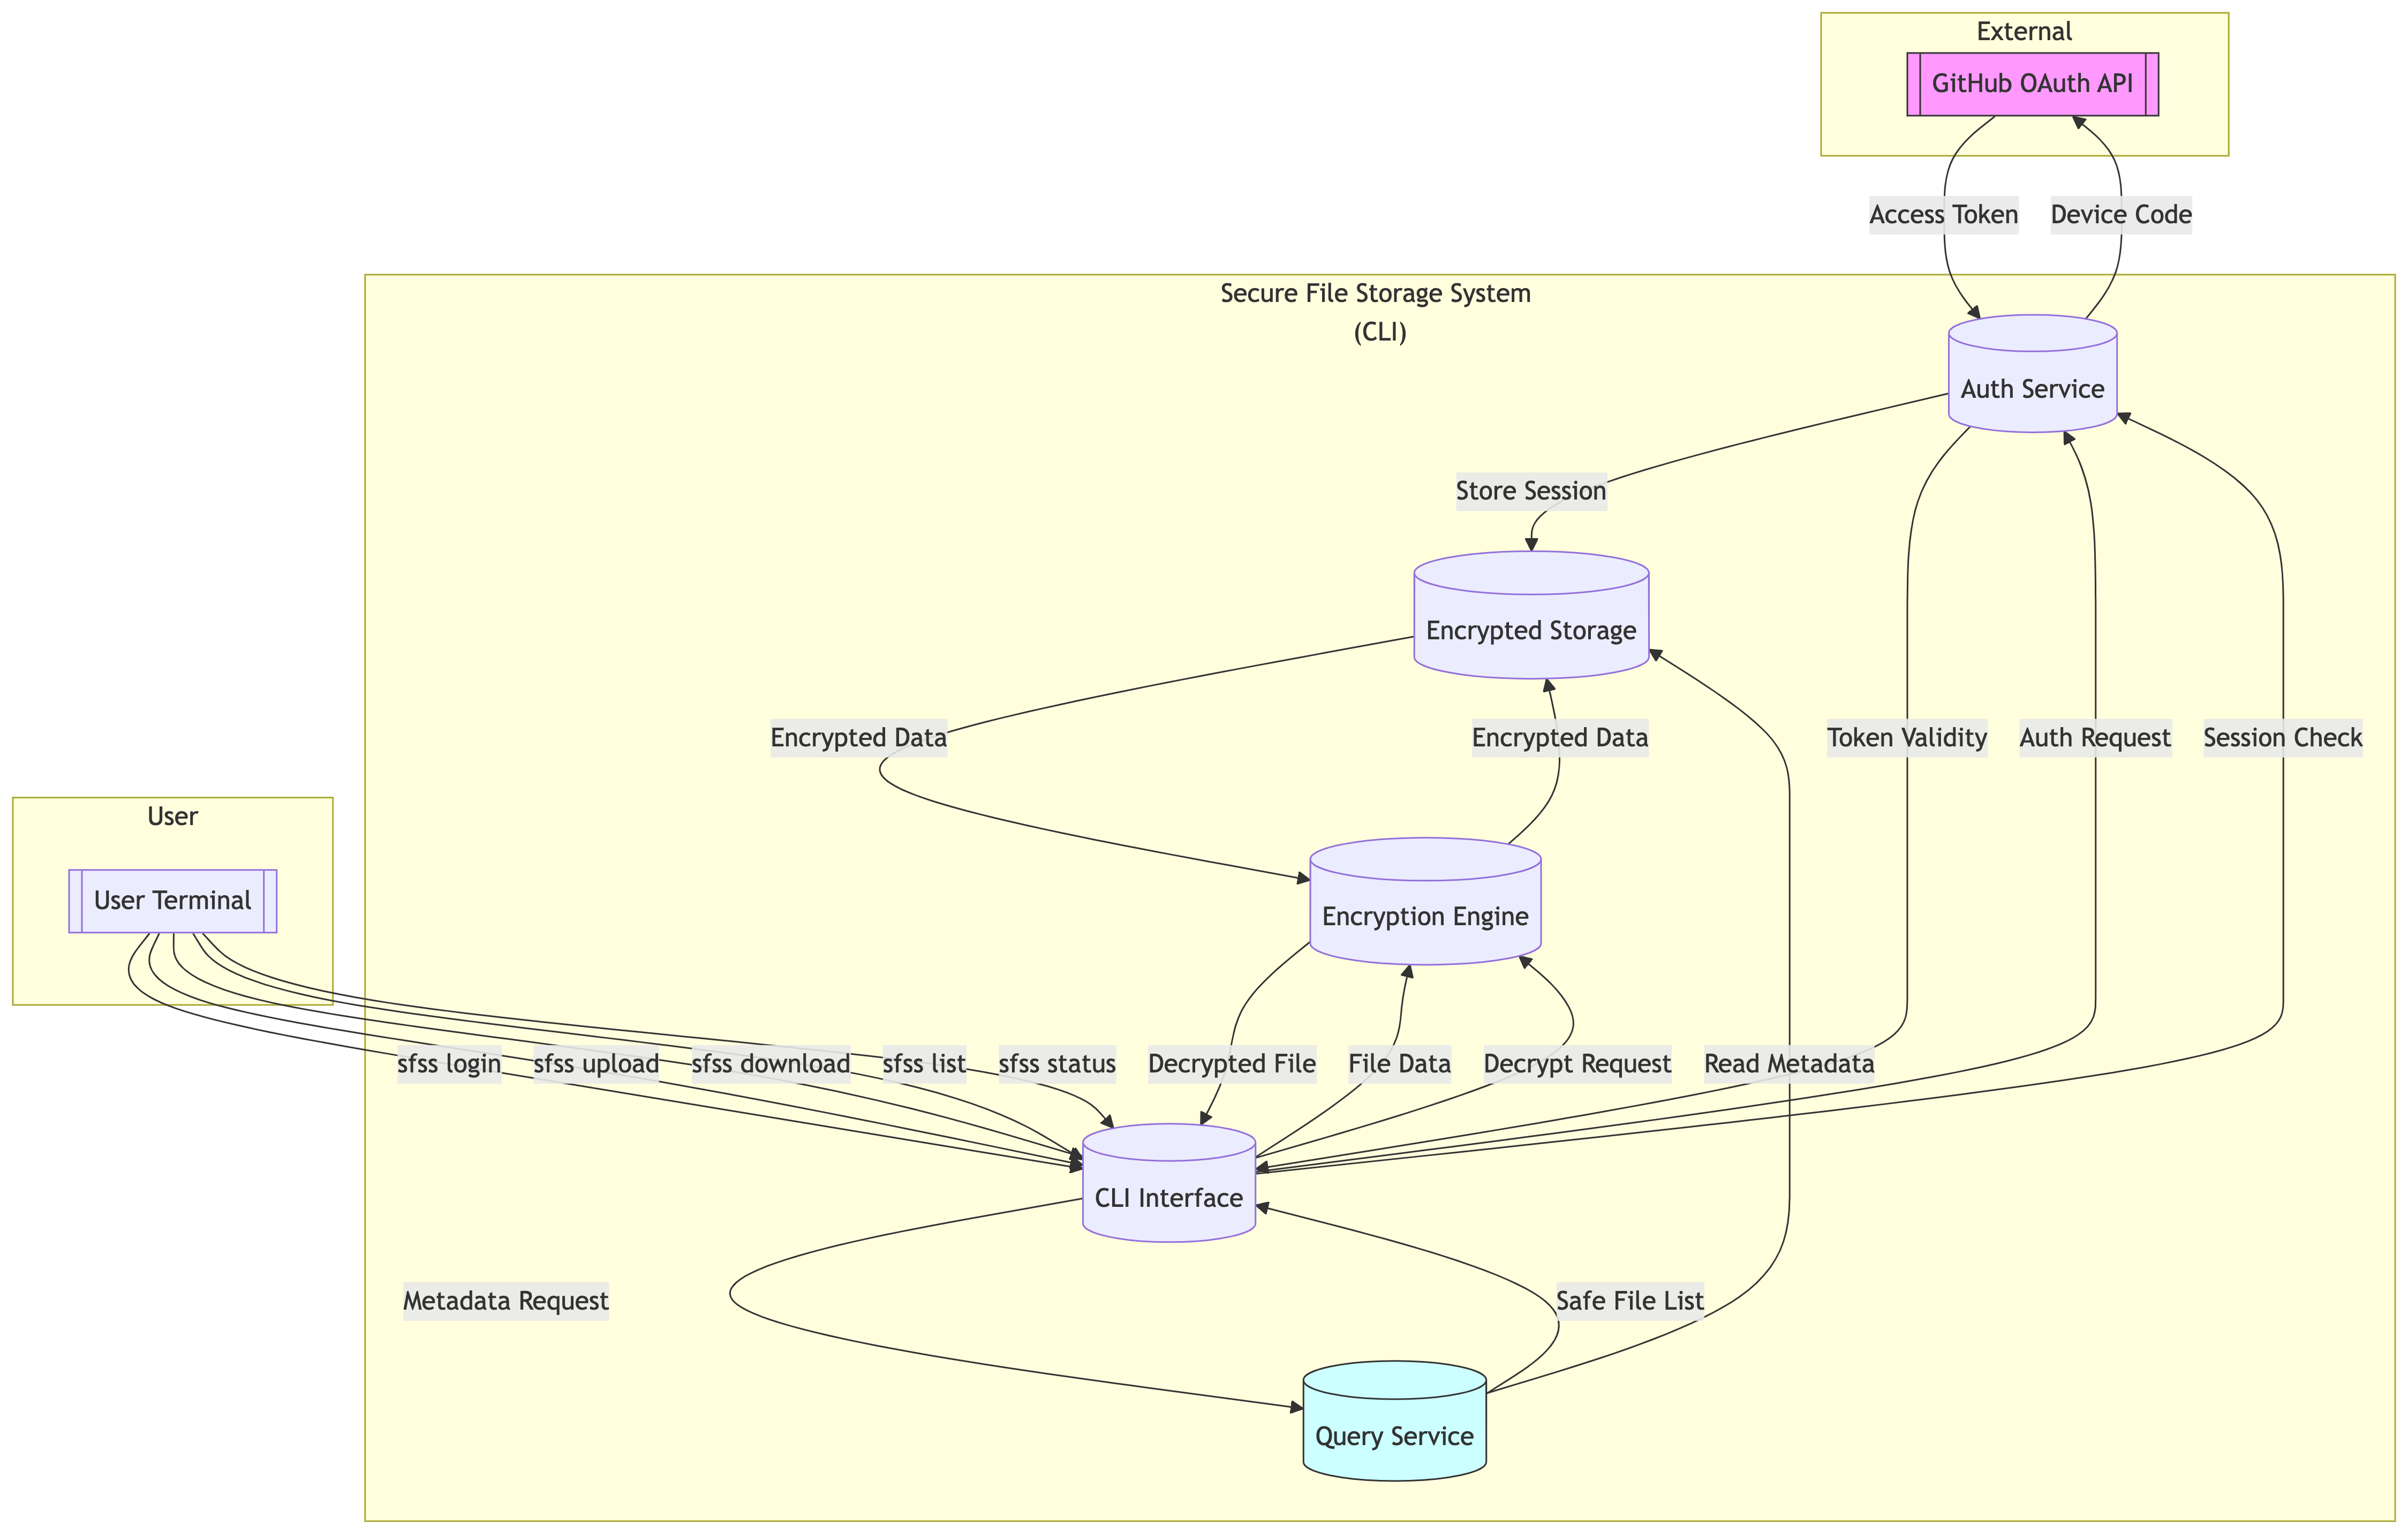 External
GitHub OAuth API
Access Token
Device Code
Secure File Storage System
(CLI)
Auth Service
Store Session
Encrypted Storage
Encrypted Data
Encrypted Data
Token Validity
Auth Request
Session Check
User
User Terminal
Encryption Engine
sfss login
sfss upload
sfss download
sfss list
sfss status
Decrypted File
File Data
Decrypt Request
Read Metadata
CLI Interface
Metadata Request
Safe File List
Query Service